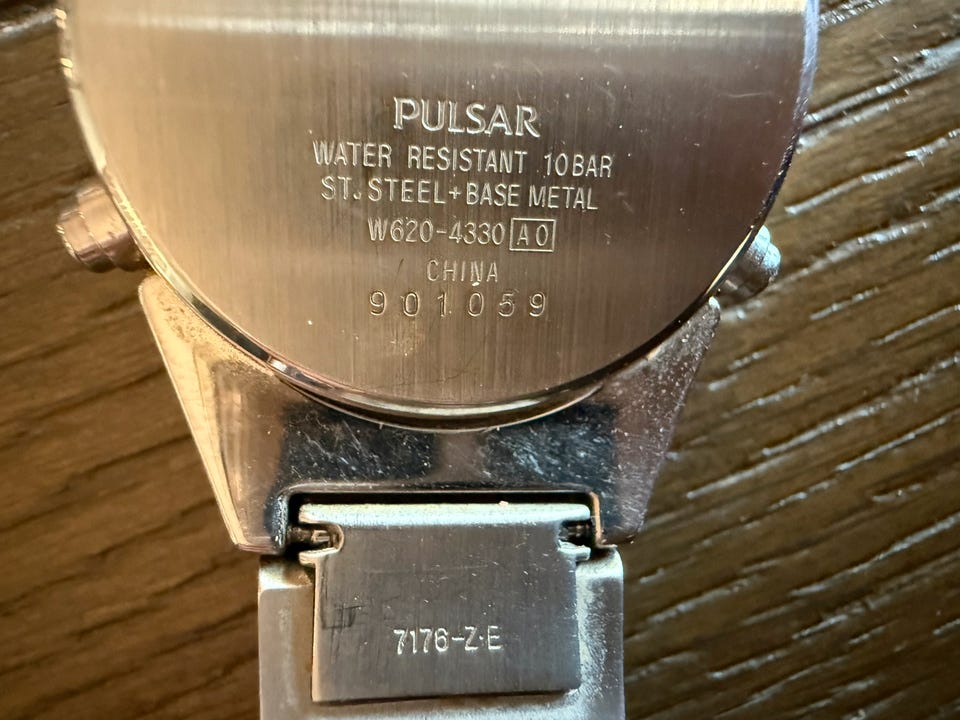 PULSAR
WATER RESISTANT 10BAR
ST. STEEL+BASE METAL
W620-4330 A0
CHINA
901059
7176-Z·E